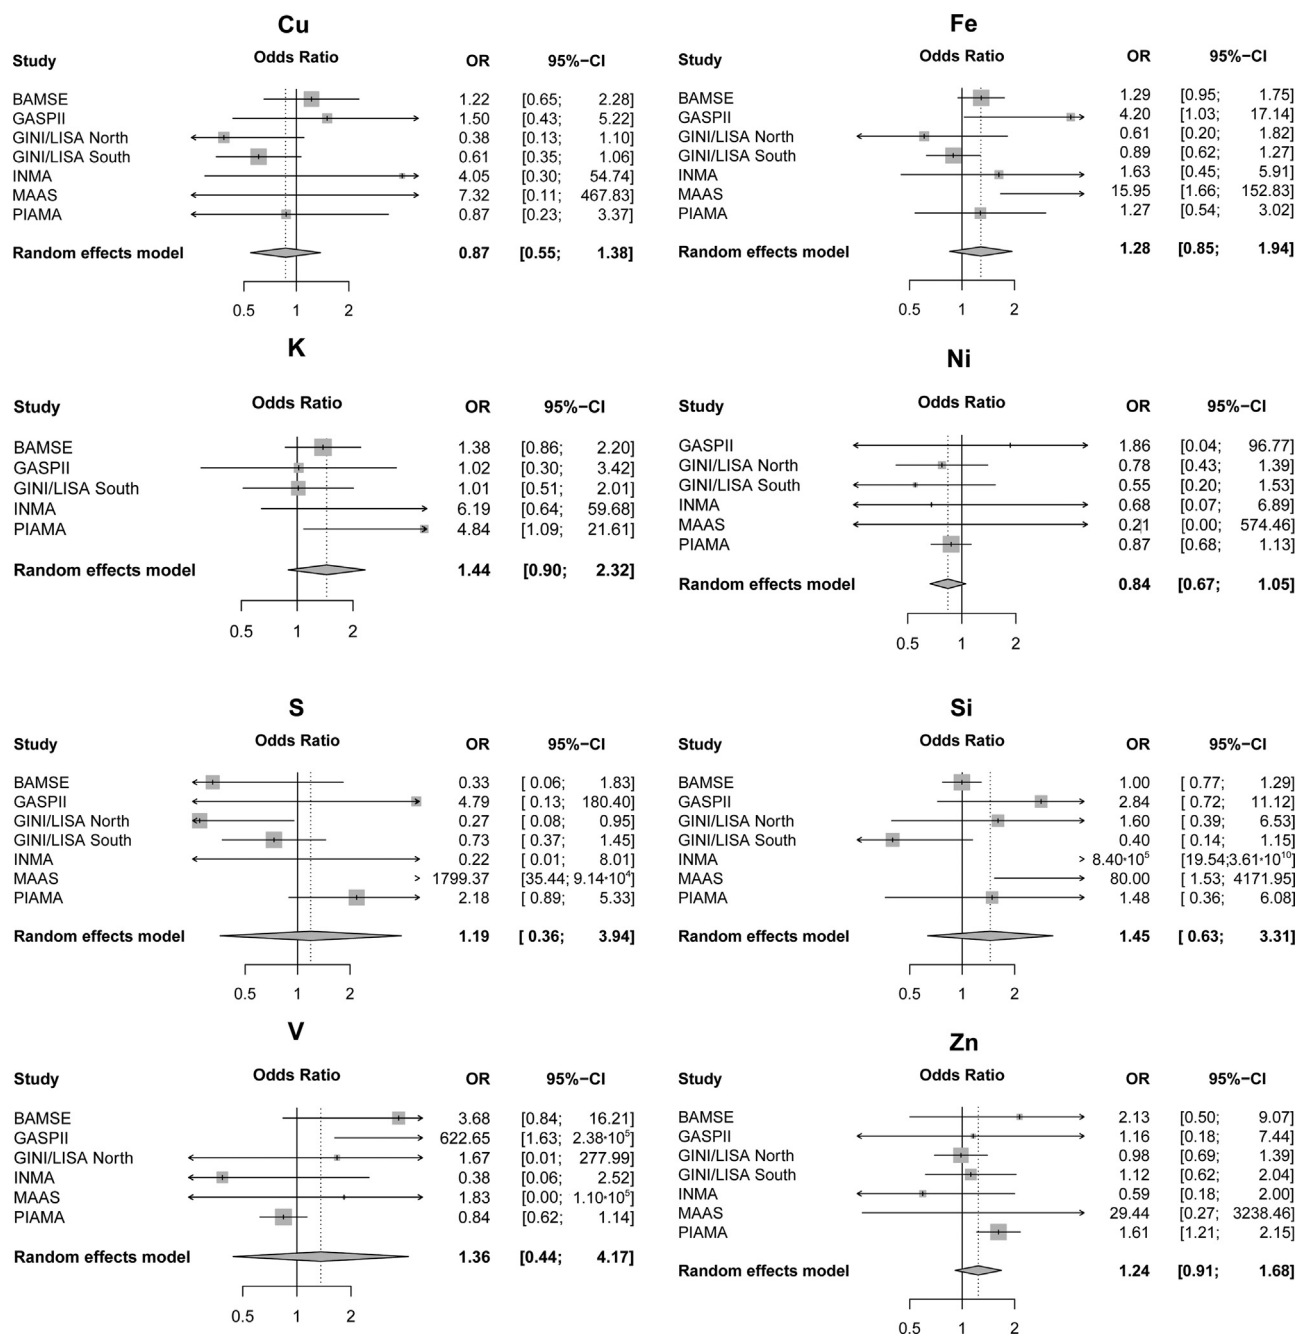 Cu
Study Odds Ratio OR 95%−CI
BAMSE 1.22 [0.65; 2.28]
GASPII 1.50 [0.43; 5.22]
GINI/LISA North 0.38 [0.13; 1.10]
GINI/LISA South 0.61 [0.35; 1.06]
INMA 4.05 [0.30; 54.74]
MAAS 7.32 [0.11; 467.83]
PIAMA 0.87 [0.23; 3.37]
Random effects model 0.87 [0.55; 1.38]
0.5 1 2
Fe
Study Odds Ratio OR 95%−CI
BAMSE 1.29 [0.95; 1.75]
GASPII 4.20 [1.03; 17.14]
GINI/LISA North 0.61 [0.20; 1.82]
GINI/LISA South 0.89 [0.62; 1.27]
INMA 1.63 [0.45; 5.91]
MAAS 15.95 [1.66; 152.83]
PIAMA 1.27 [0.54; 3.02]
Random effects model 1.28 [0.85; 1.94]
0.5 1 2
K
Study Odds Ratio OR 95%−CI
BAMSE 1.38 [0.86; 2.20]
GASPII 1.02 [0.30; 3.42]
GINI/LISA South 1.01 [0.51; 2.01]
INMA 6.19 [0.64; 59.68]
PIAMA 4.84 [1.09; 21.61]
Random effects model 1.44 [0.90; 2.32]
0.5 1 2
Ni
Study Odds Ratio OR 95%−CI
GASPII 1.86 [0.04; 96.77]
GINI/LISA North 0.78 [0.43; 1.39]
GINI/LISA South 0.55 [0.20; 1.53]
INMA 0.68 [0.07; 6.89]
MAAS 0.21 [0.00; 574.46]
PIAMA 0.87 [0.68; 1.13]
Random effects model 0.84 [0.67; 1.05]
0.5 1 2
S
Study Odds Ratio OR 95%−CI
BAMSE 0.33 [ 0.06; 1.83]
GASPII 4.79 [ 0.13; 180.40]
GINI/LISA North 0.27 [ 0.08; 0.95]
GINI/LISA South 0.73 [ 0.37; 1.45]
INMA 0.22 [ 0.01; 8.01]
MAAS 1799.37 [35.44; 9.14·10⁴]
PIAMA 2.18 [ 0.89; 5.33]
Random effects model 1.19 [ 0.36; 3.94]
0.5 1 2
Si
Study Odds Ratio OR 95%−CI
BAMSE 1.00 [ 0.77; 1.29]
GASPII 2.84 [ 0.72; 11.12]
GINI/LISA North 1.60 [ 0.39; 6.53]
GINI/LISA South 0.40 [ 0.14; 1.15]
INMA 8.40·10⁵ [19.54;3.61·10¹⁰]
MAAS 80.00 [ 1.53; 4171.95]
PIAMA 1.48 [ 0.36; 6.08]
Random effects model 1.45 [ 0.63; 3.31]
0.5 1 2
V
Study Odds Ratio OR 95%−CI
BAMSE 3.68 [0.84; 16.21]
GASPII 622.65 [1.63; 2.38·10⁵]
GINI/LISA North 1.67 [0.01; 277.99]
INMA 0.38 [0.06; 2.52]
MAAS 1.83 [0.00; 1.10·10⁵]
PIAMA 0.84 [0.62; 1.14]
Random effects model 1.36 [0.44; 4.17]
0.5 1 2
Zn
Study Odds Ratio OR 95%−CI
BAMSE 2.13 [0.50; 9.07]
GASPII 1.16 [0.18; 7.44]
GINI/LISA North 0.98 [0.69; 1.39]
GINI/LISA South 1.12 [0.62; 2.04]
INMA 0.59 [0.18; 2.00]
MAAS 29.44 [0.27; 3238.46]
PIAMA 1.61 [1.21; 2.15]
Random effects model 1.24 [0.91; 1.68]
0.5 1 2